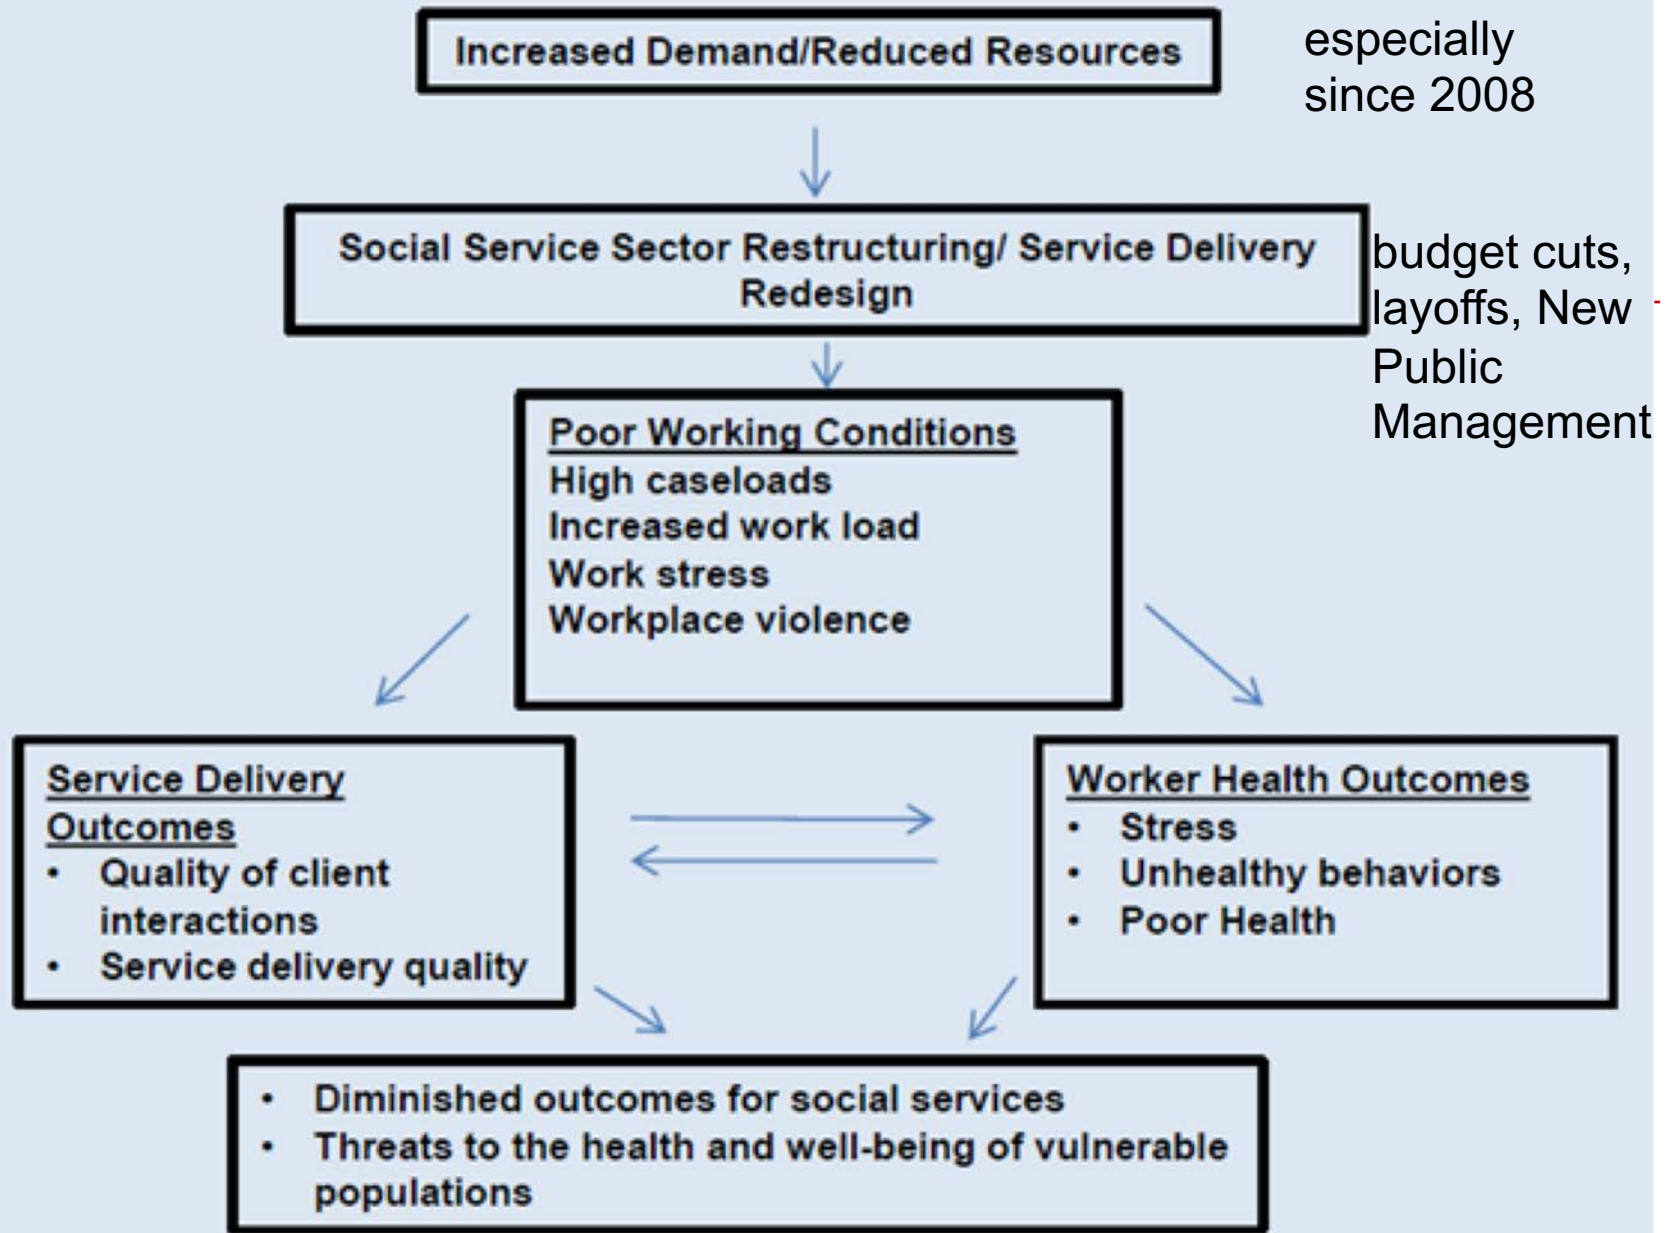 Increased Demand/Reduced Resources
especially
since 2008
Social Service Sector Restructuring/ Service Delivery
Redesign
budget cuts,
layoffs, New
Public
Management
Poor Working Conditions
High caseloads
Increased work load
Work stress
Workplace violence
Service Delivery
Outcomes
• Quality of client
interactions
• Service delivery quality
Worker Health Outcomes
• Stress
• Unhealthy behaviors
• Poor Health
• Diminished outcomes for social services
• Threats to the health and well-being of vulnerable
populations